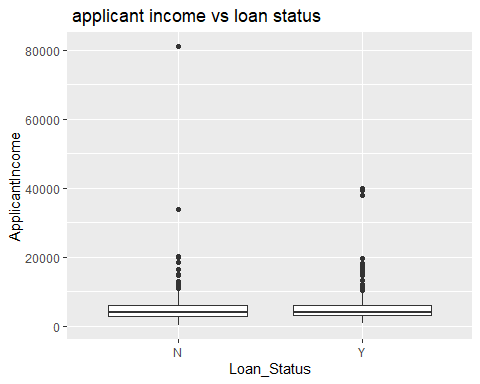 applicant income vs loan status
80000
60000
40000
20000
0
ApplicantIncome
N
Y
Loan_Status